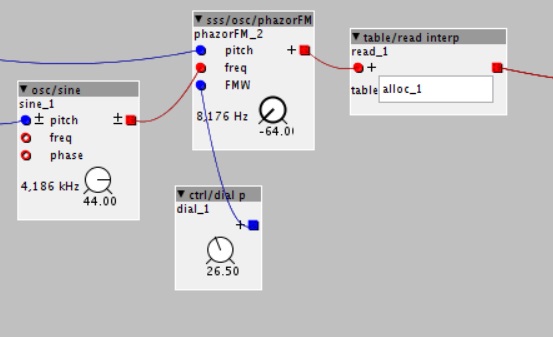 sss/osc/phazorFM
phazorFM_2
pitch +
freq
FMW
8,176 Hz
-64.0
table/read interp
read_1
+
table alloc_1
osc/sine
sine_1
± pitch ±
freq
phase
4,186 kHz
44.00
ctrl/dial p
dial_1
+
26.50